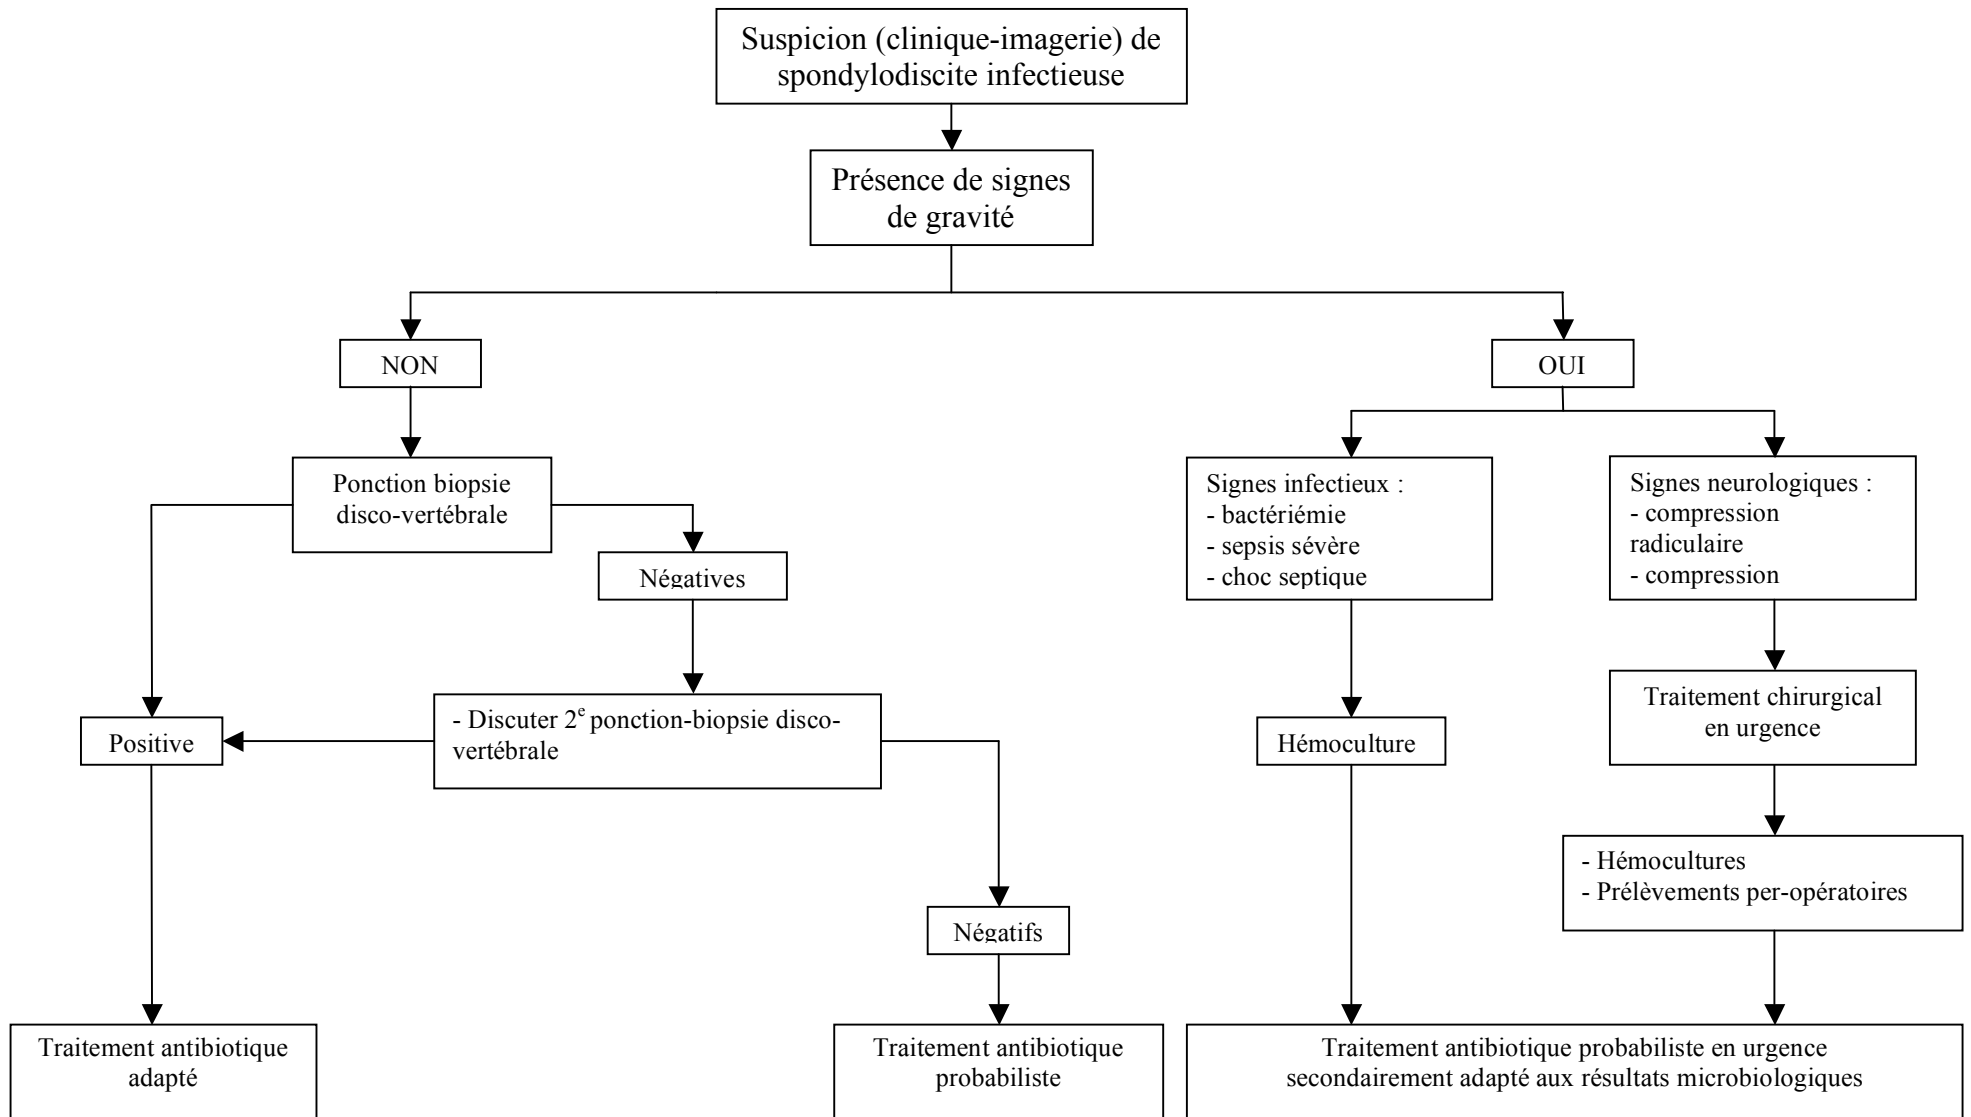 Suspicion (clinique-imagerie) de
spondylodiscite infectieuse
Présence de signes
de gravité
NON
OUI
Ponction biopsie
disco-vertébrale
Signes infectieux :
- bactériémie
- sepsis sévère
- choc septique
Signes neurologiques :
- compression
radiculaire
- compression
Négatives
Traitement chirurgical
en urgence
Positive
- Discuter 2e ponction-biopsie disco-
vertébrale
Hémoculture
- Hémocultures
- Prélèvements per-opératoires
Négatifs
Traitement antibiotique
adapté
Traitement antibiotique
probabiliste
Traitement antibiotique probabiliste en urgence
secondairement adapté aux résultats microbiologiques